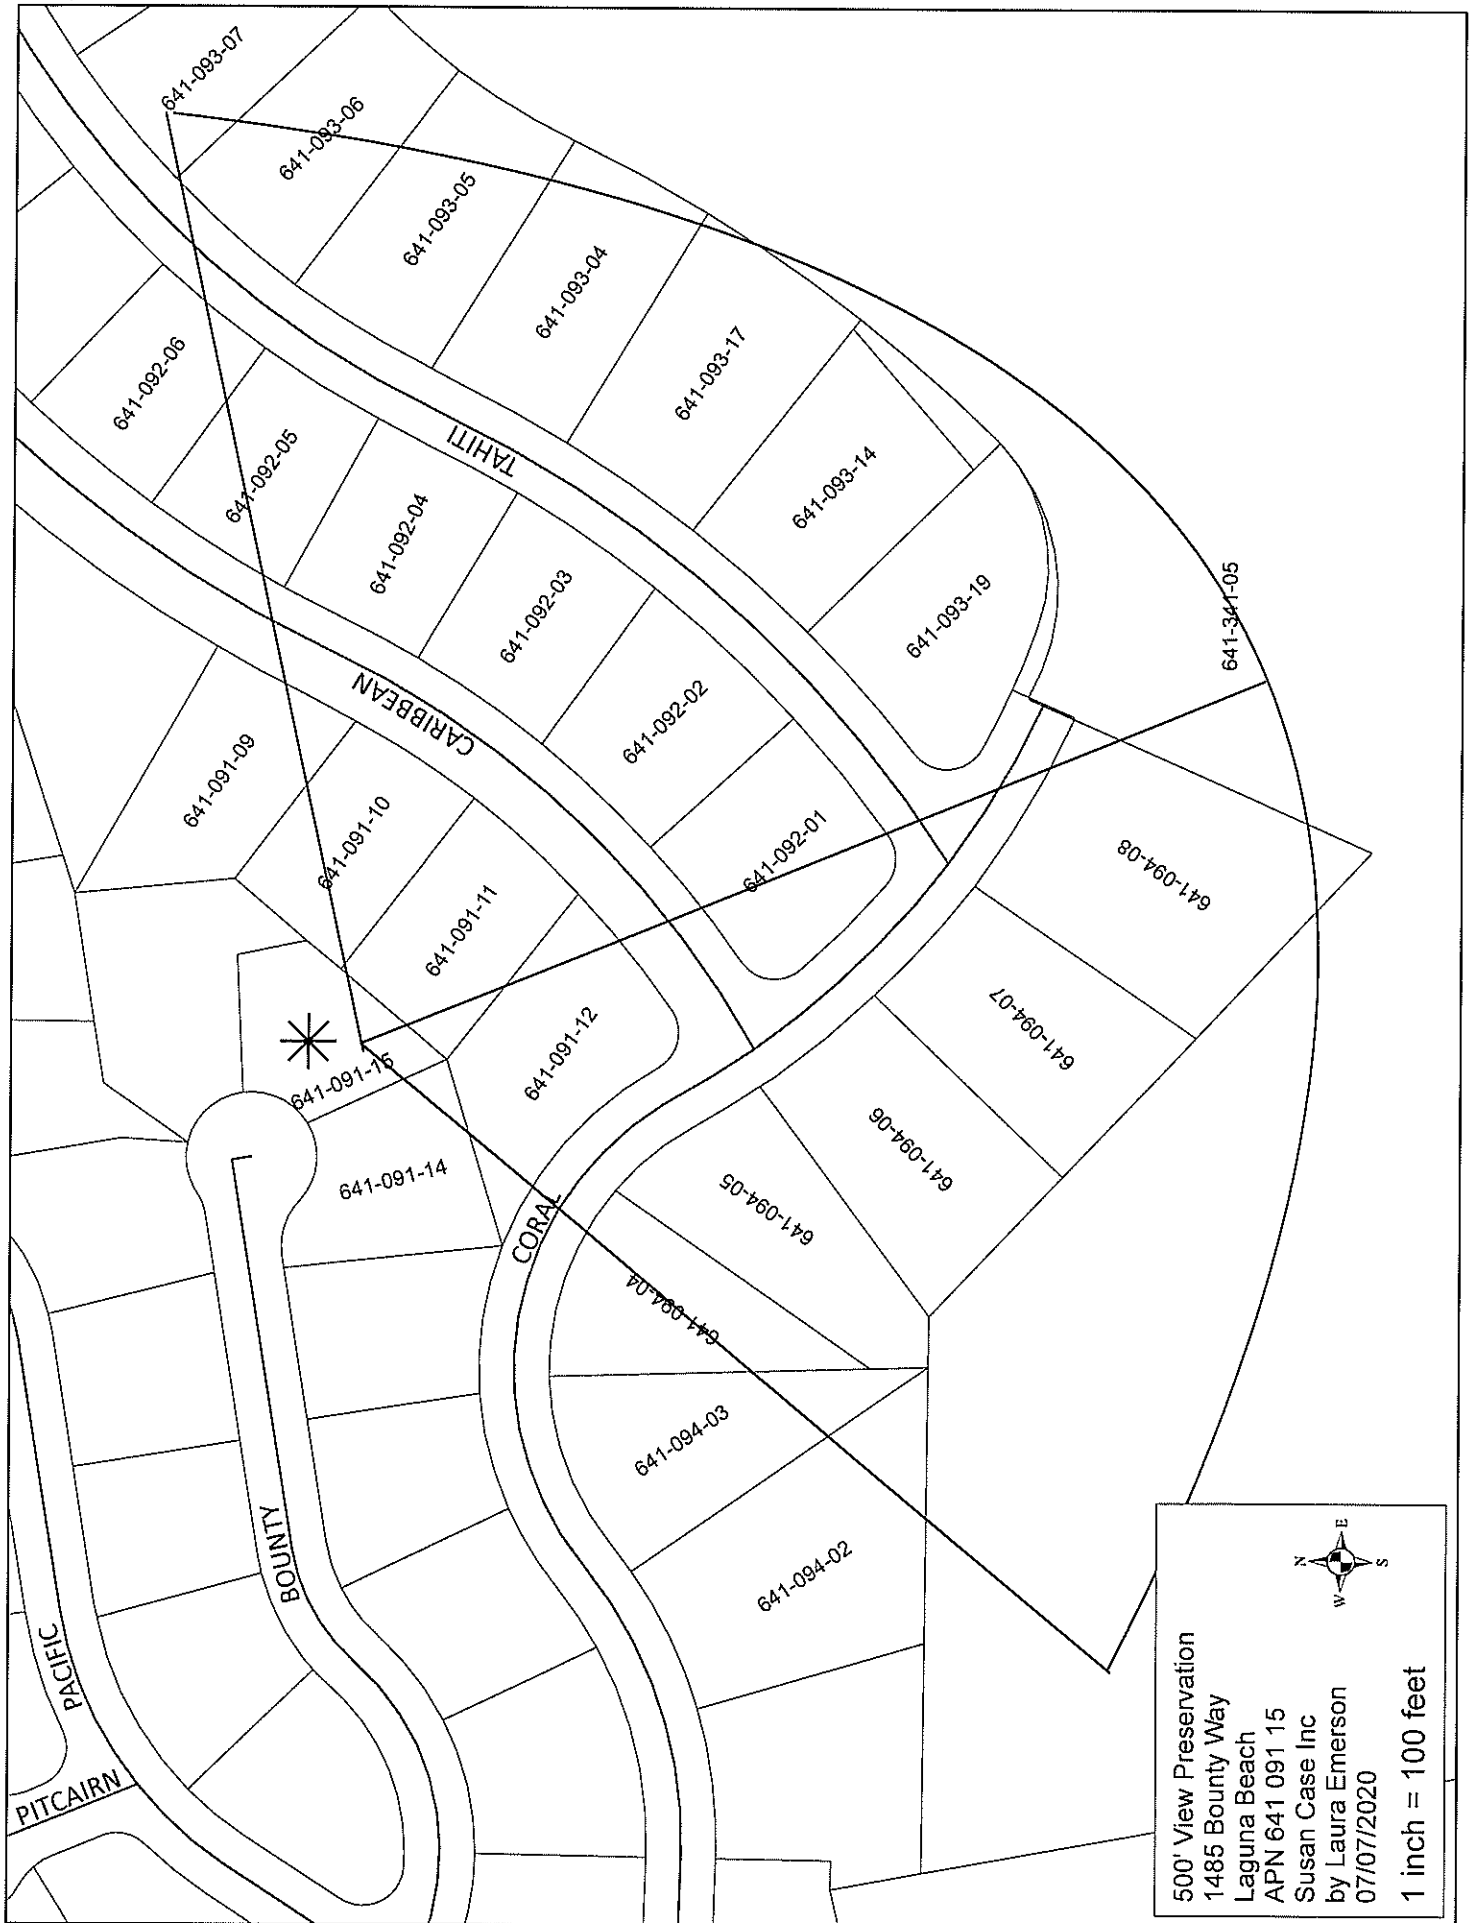 641-093-07
641-093-06
641-093-05
641-093-04
641-093-17
641-093-14
641-093-19
641-341-05
641-092-06
641-092-05
641-092-04
641-092-03
641-092-02
641-092-01
TAHITI
CARIBBEAN
641-091-09
641-091-10
641-091-11
641-091-12
641-091-15
641-091-14
641-094-08
641-094-07
641-094-06
641-094-05
641-094-04
641-094-03
641-094-02
CORAL
BOUNTY
PACIFIC
PITCAIRN
500' View Preservation
1485 Bounty Way
Laguna Beach
APN 641 091 15
Susan Case Inc
by Laura Emerson
07/07/2020
1 inch = 100 feet
N
W E
S